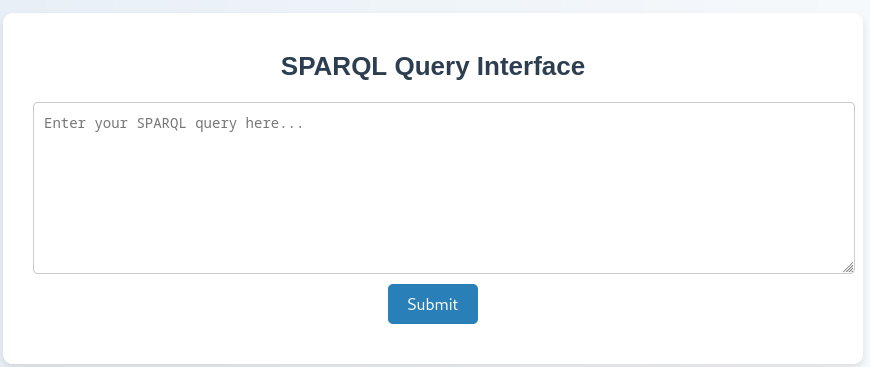 SPARQL Query Interface
Enter your SPARQL query here...
Submit